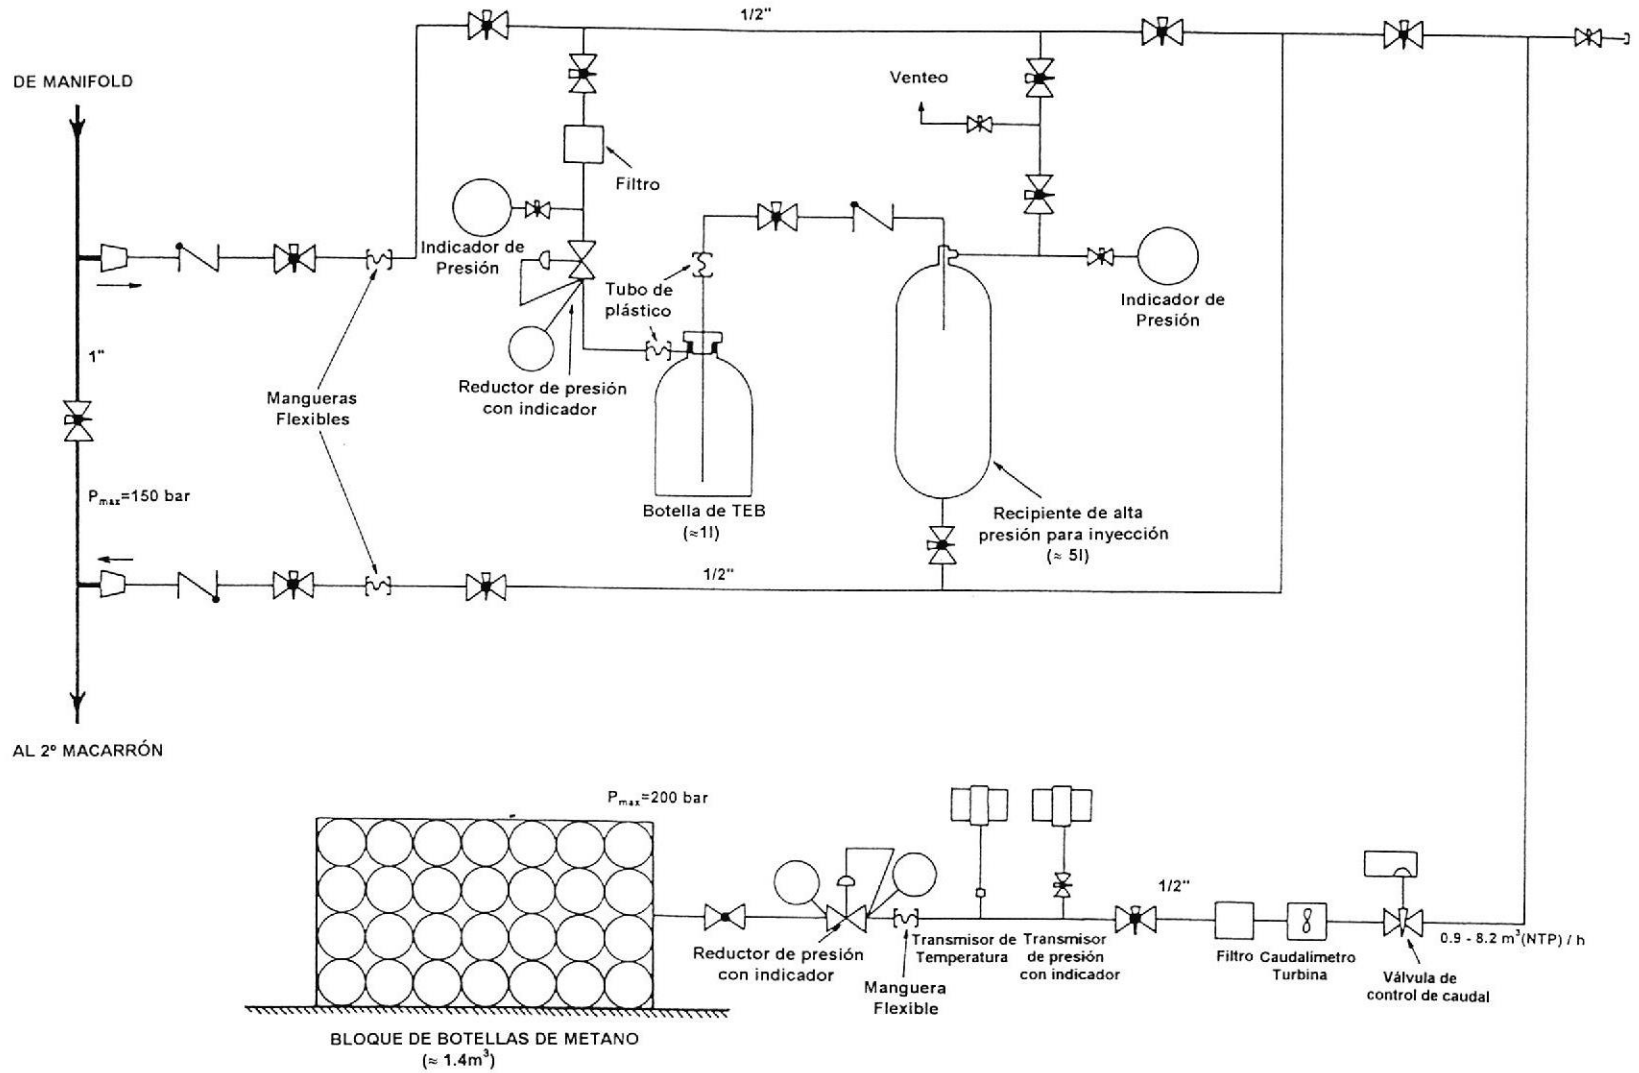 1/2"
DE MANIFOLD
Venteo
Filtro
Indicador de
Presión
Tubo de
plástico
Indicador de
Presión
1"
Reductor de presión
con indicador
Mangueras
Flexibles
Pmax=150 bar
Botella de TEB
(≈1l)
Recipiente de alta
presión para inyección
(≈ 5l)
1/2"
AL 2º MACARRÓN
Pmax=200 bar
1/2"
Reductor de presión
con indicador
Transmisor de
Temperatura
Transmisor
de presión
con indicador
Filtro
Caudalimetro
Turbina
0.9 - 8.2 m³(NTP) / h
Manguera
Flexible
Válvula de
control de caudal
BLOQUE DE BOTELLAS DE METANO
(≈ 1.4m³)